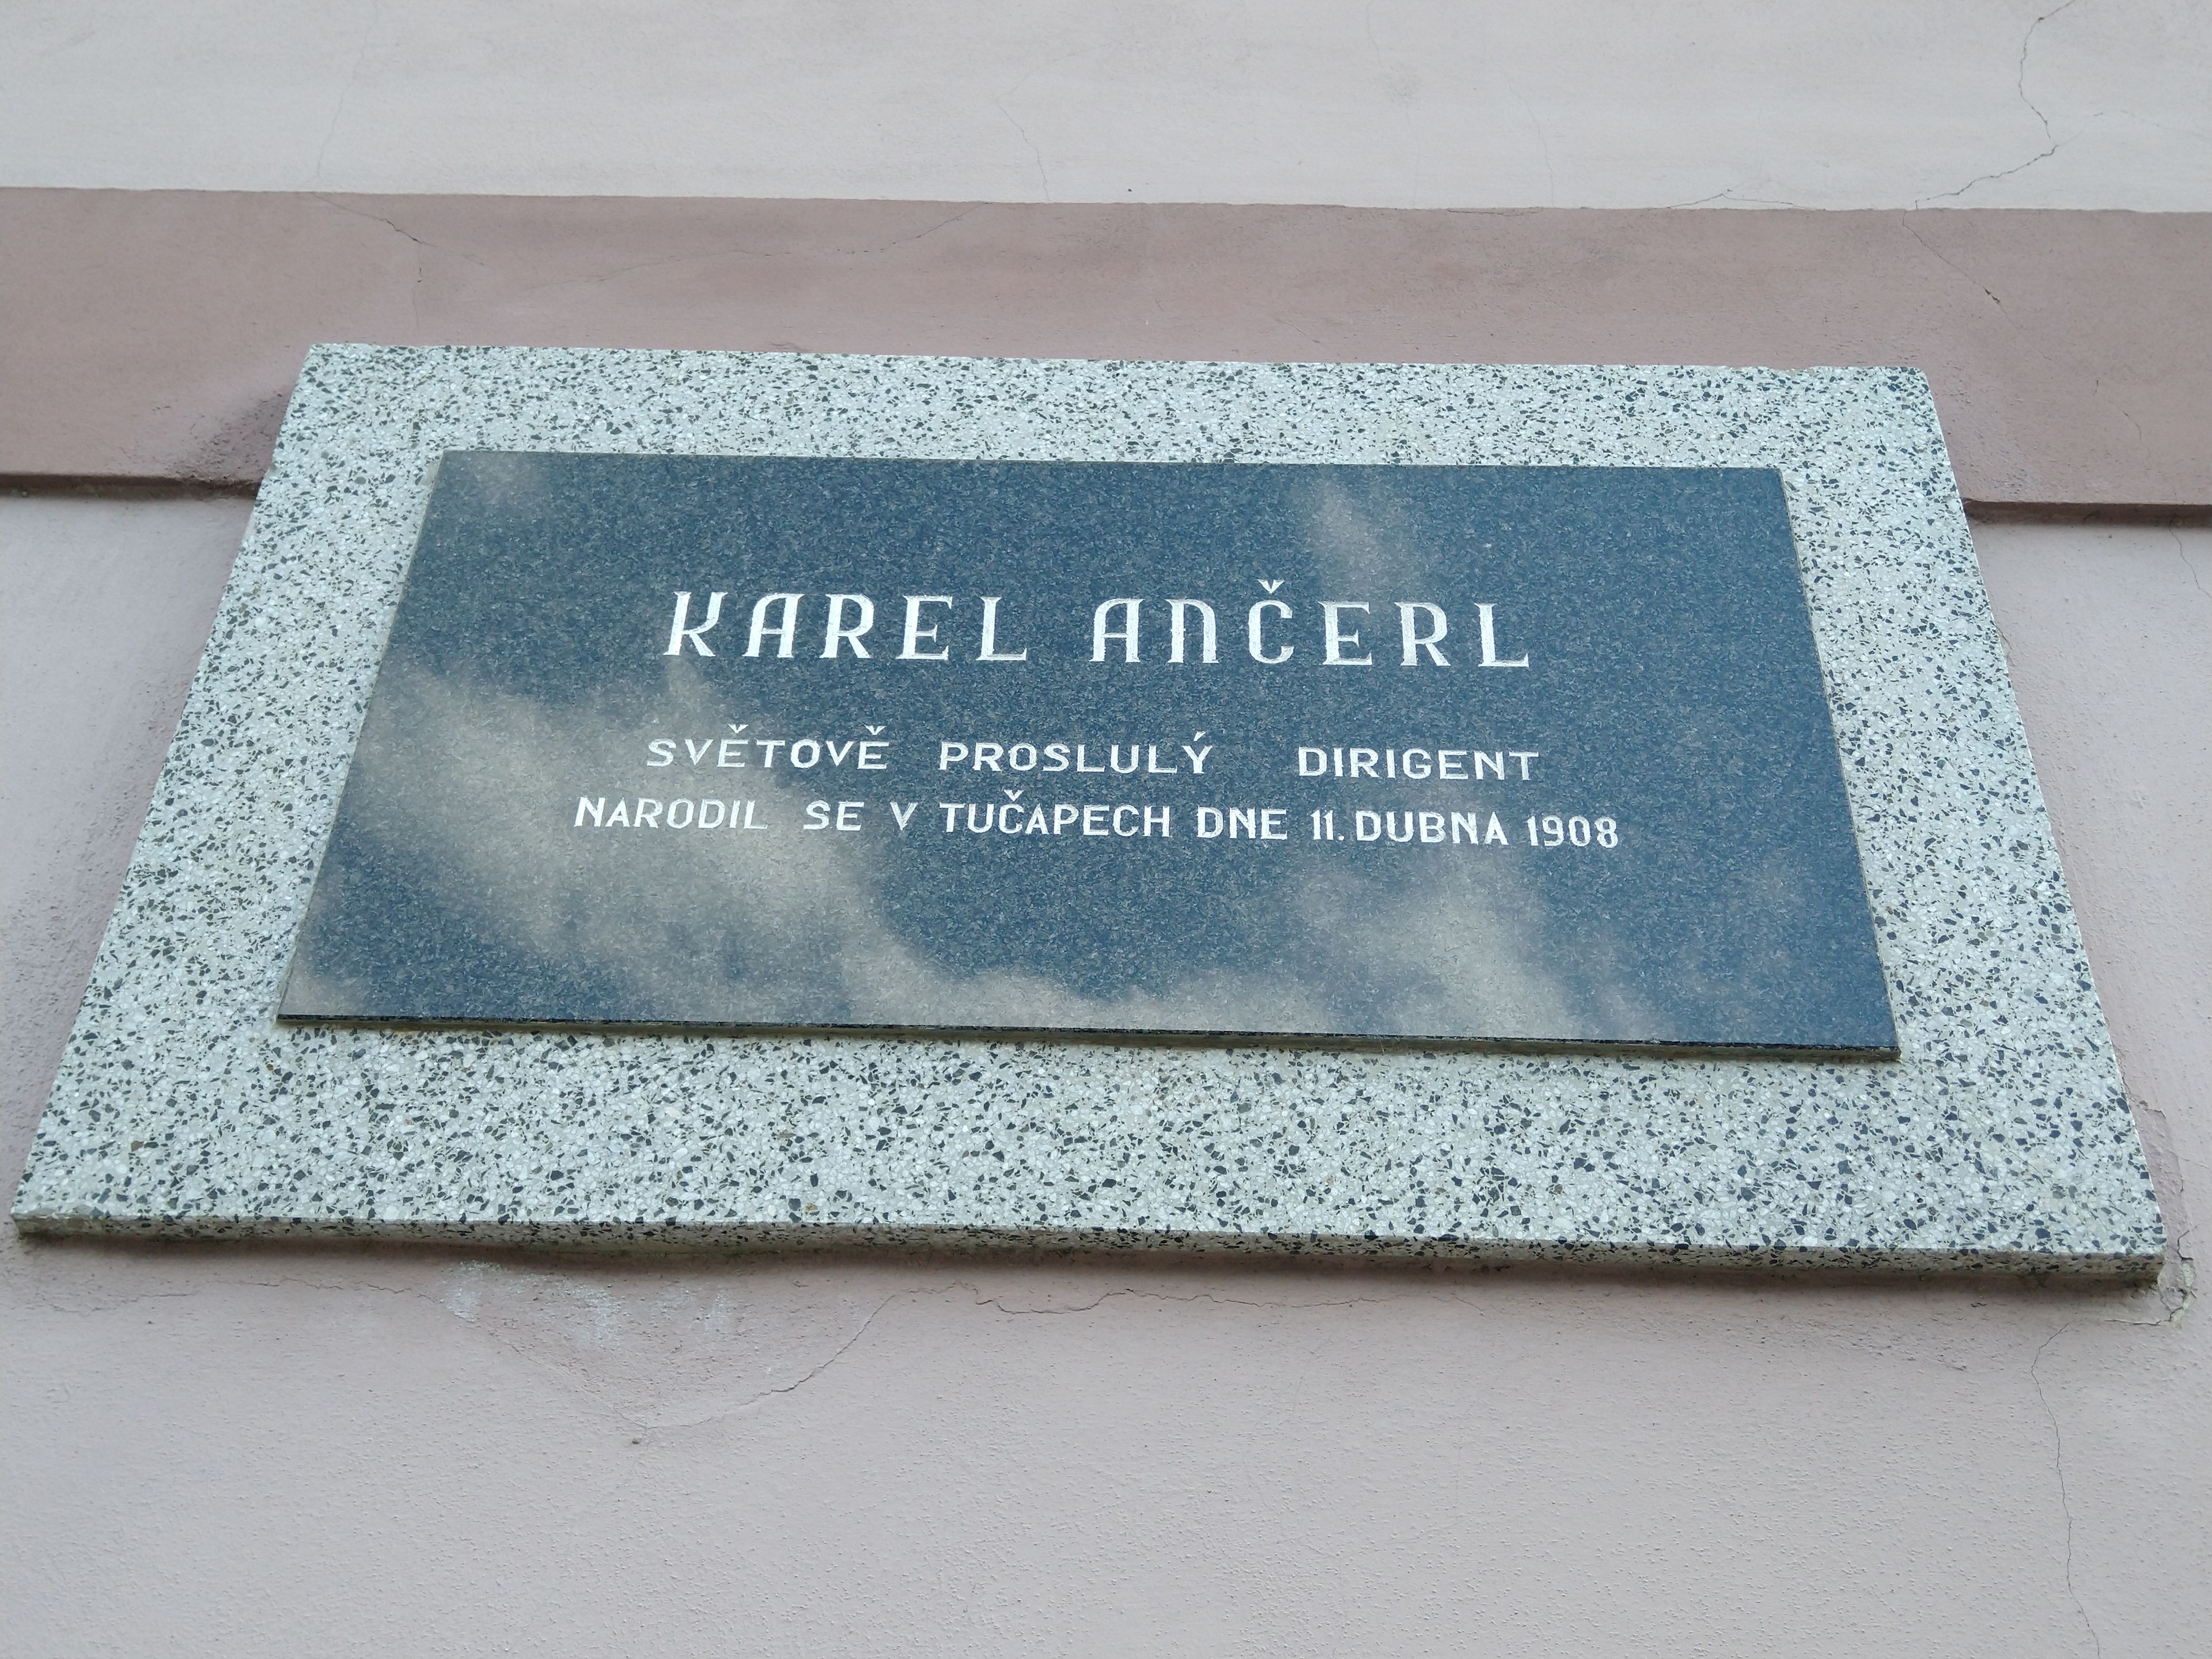 KAREL ANČERL
SVĚTOVĚ PROSLULÝ DIRIGENT
NARODIL SE V TUČAPECH DNE 11. DUBNA 1908